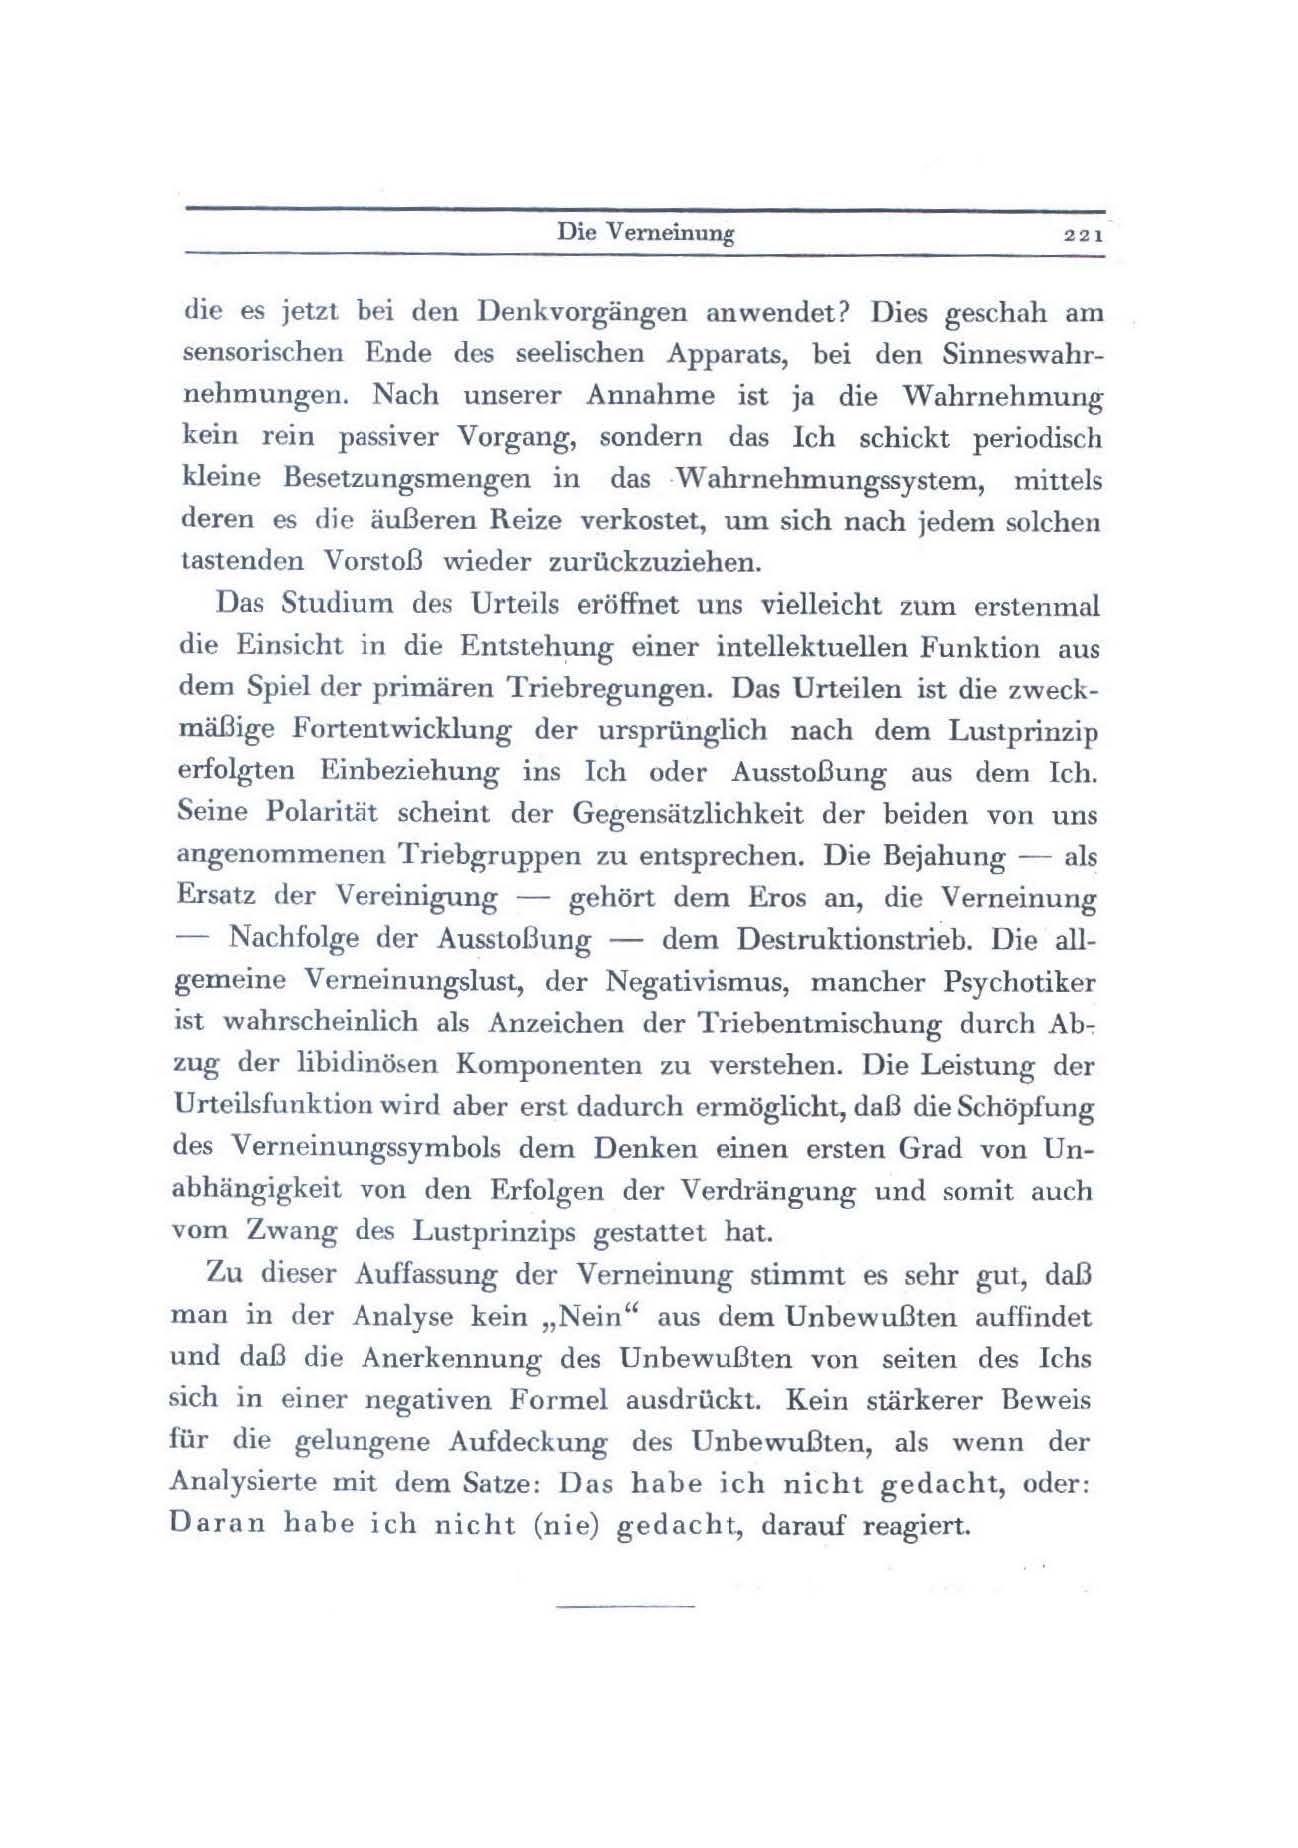 Die Verneinung 221
die es jetzt bei den Denkvorgängen anwendet? Dies geschah am
sensorischen Ende des seelischen Apparats, bei den Sinneswahr-
nehmungen. Nach unserer Annahme ist ja die Wahrnehmung
kein rein passiver Vorgang, sondern das Ich schickt periodisch
kleine Besetzungsmengen in das Wahrnehmungssystem, mittels
deren es die äußeren Reize verkostet, um sich nach jedem solchen
tastenden Vorstoß wieder zurückzuziehen.
Das Studium des Urteils eröffnet uns vielleicht zum erstenmal
die Einsicht in die Entstehung einer intellektuellen Funktion aus
dem Spiel der primären Triebregungen. Das Urteilen ist die zweck-
mäßige Fortentwicklung der ursprünglich nach dem Lustprinzip
erfolgten Einbeziehung ins Ich oder Ausstoßung aus dem Ich.
Seine Polarität scheint der Gegensätzlichkeit der beiden von uns
angenommenen Triebgruppen zu entsprechen. Die Bejahung — als
Ersatz der Vereinigung — gehört dem Eros an, die Verneinung
— Nachfolge der Ausstoßung — dem Destruktionstrieb. Die all-
gemeine Verneinungslust, der Negativismus, mancher Psychotiker
ist wahrscheinlich als Anzeichen der Triebentmischung durch Ab-
zug der libidinösen Komponenten zu verstehen. Die Leistung der
Urteilsfunktion wird aber erst dadurch ermöglicht, daß die Schöpfung
des Verneinungssymbols dem Denken einen ersten Grad von Un-
abhängigkeit von den Erfolgen der Verdrängung und somit auch
vom Zwang des Lustprinzips gestattet hat.
Zu dieser Auffassung der Verneinung stimmt es sehr gut, daß
man in der Analyse kein „Nein“ aus dem Unbewußten auffindet
und daß die Anerkennung des Unbewußten von seiten des Ichs
sich in einer negativen Formel ausdrückt. Kein stärkerer Beweis
für die gelungene Aufdeckung des Unbewußten, als wenn der
Analysierte mit dem Satze: Das habe ich nicht gedacht, oder:
Daran habe ich nicht (nie) gedacht, darauf reagiert.